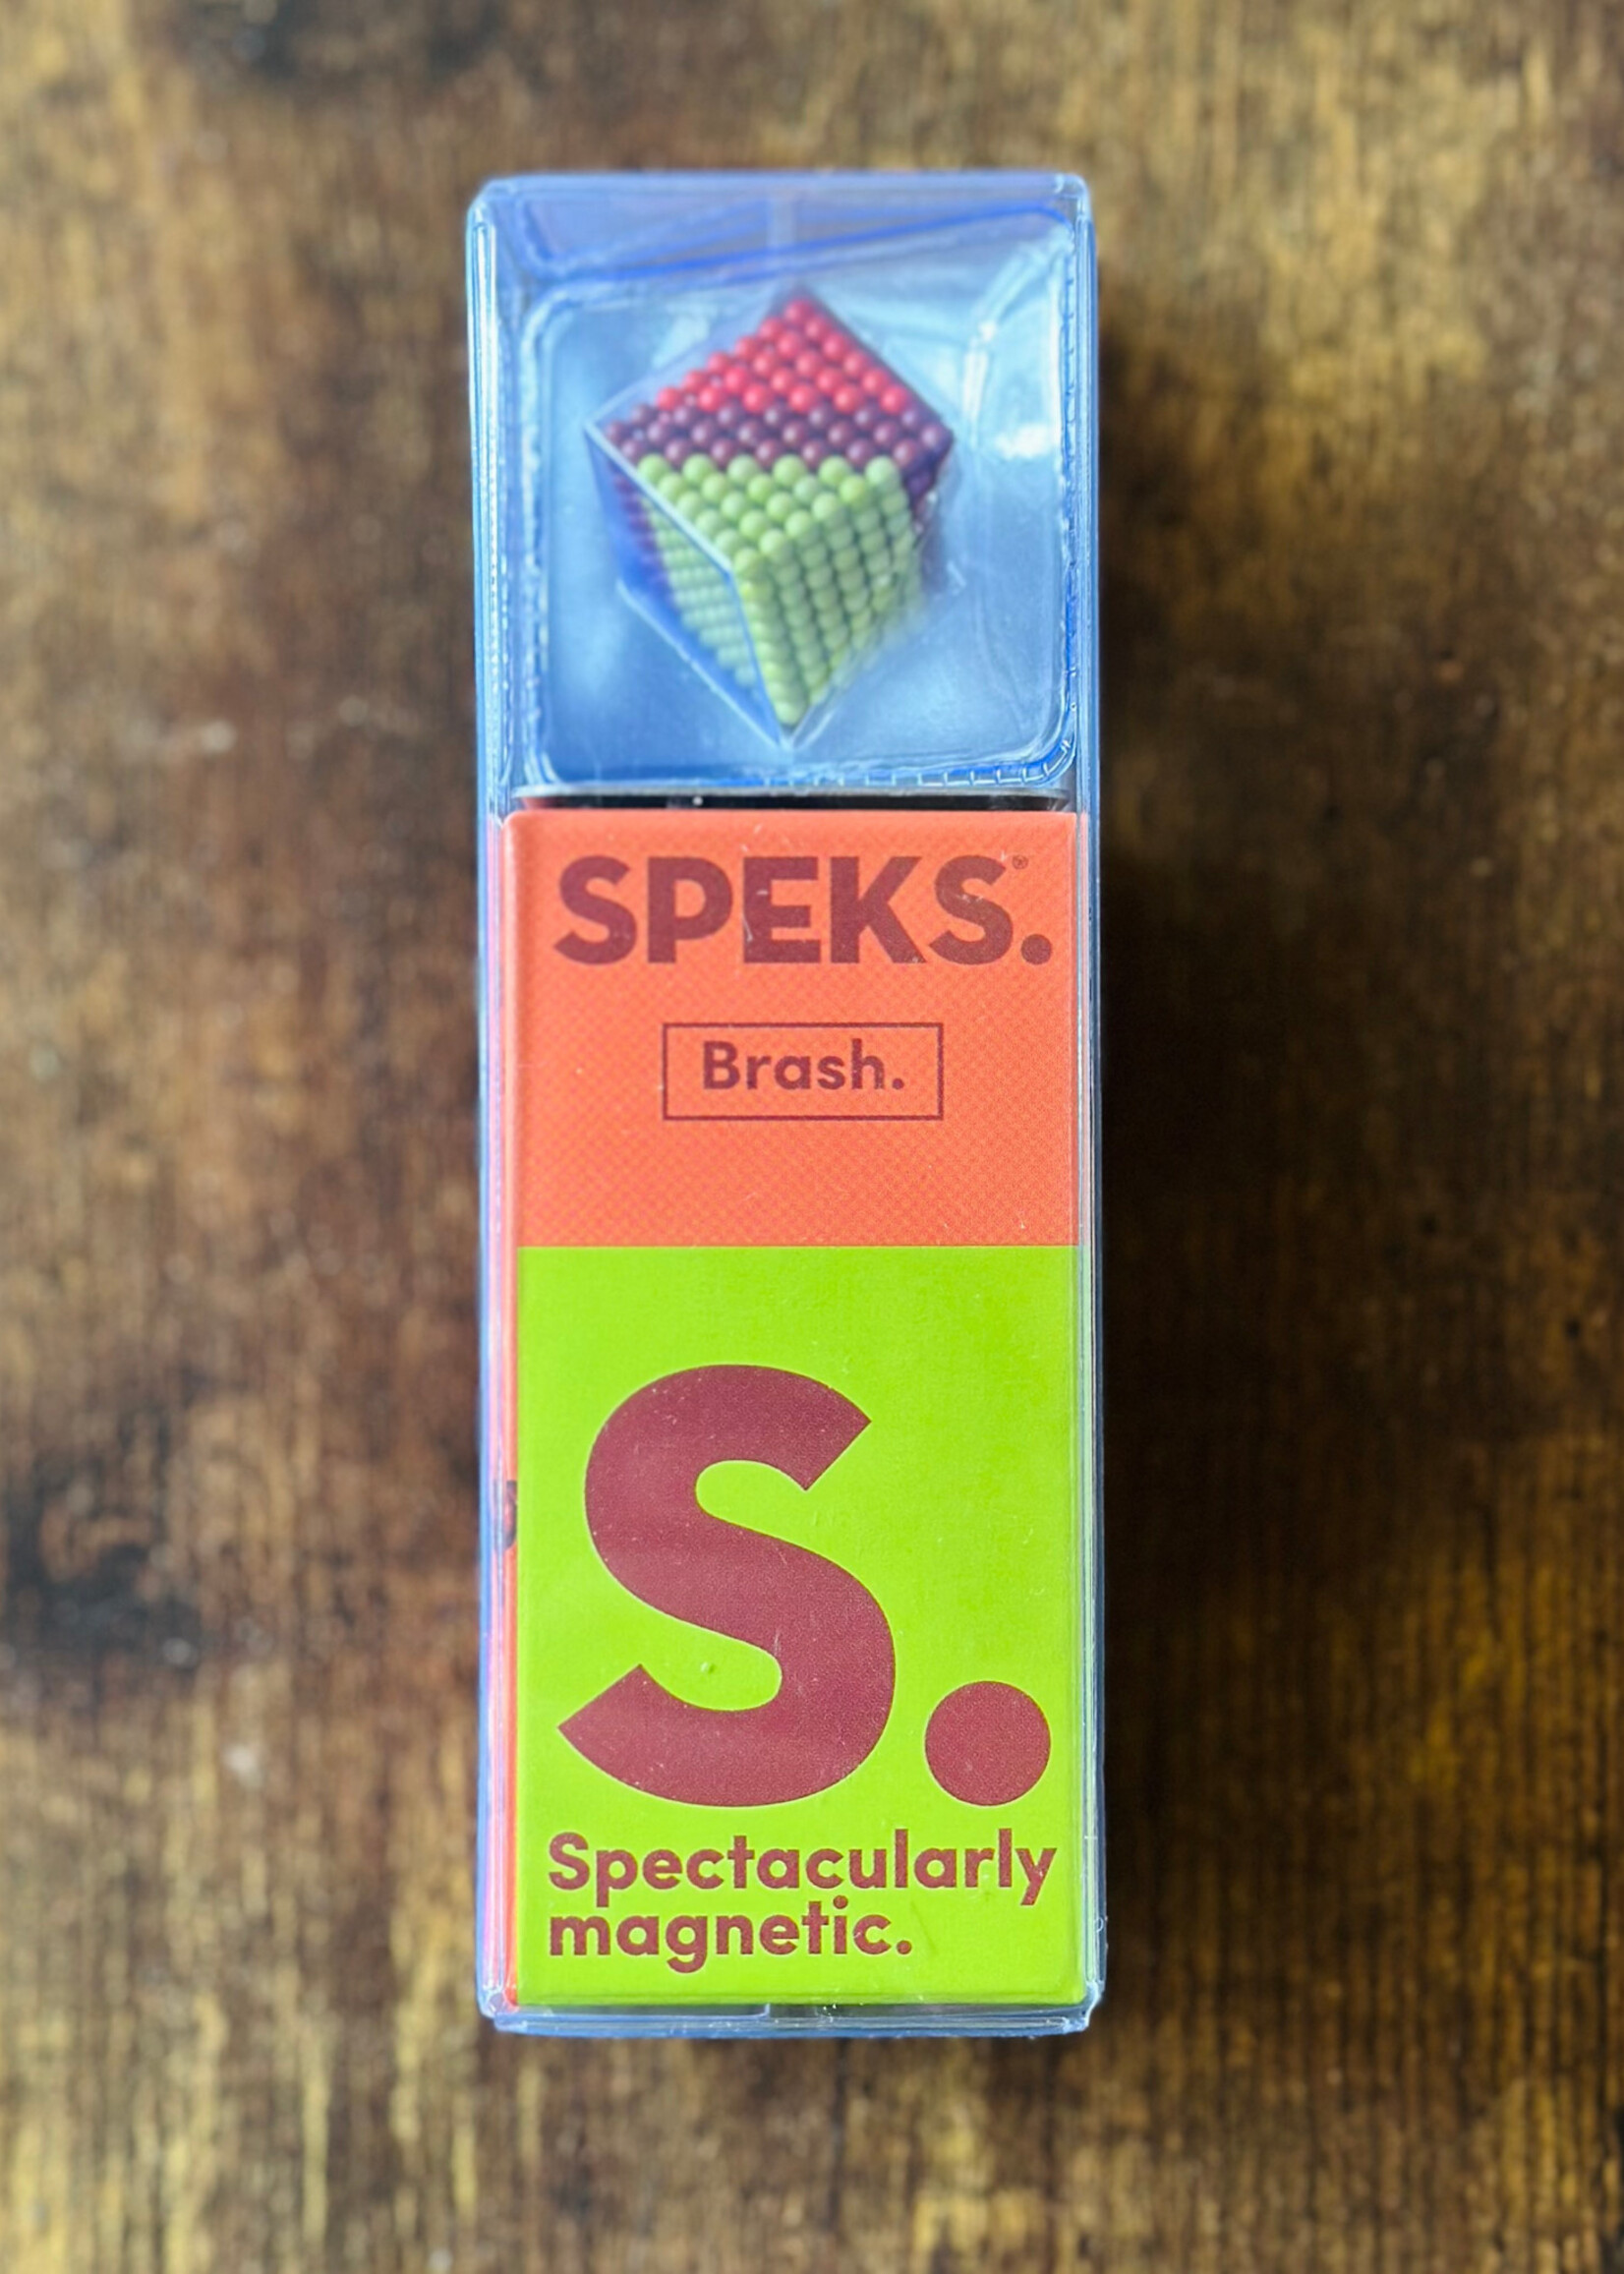 SPEKS.®
Brash.
S.
Spectacularly
magnetic.